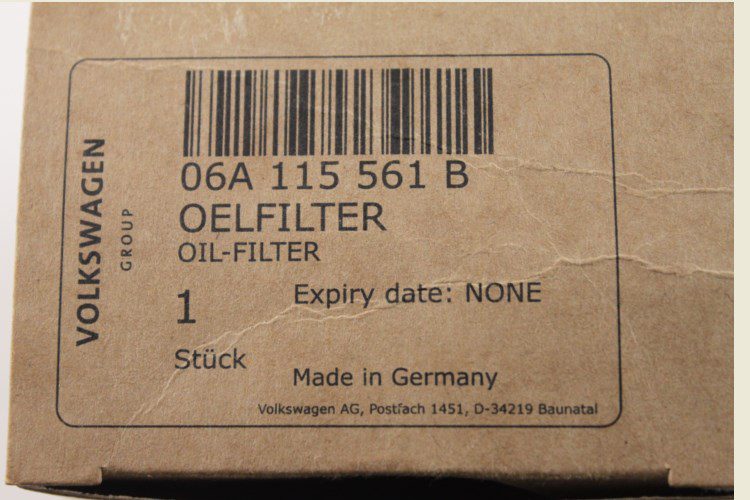 VOLKSWAGEN
GROUP
06A 115 561 B
OELFILTER
OIL-FILTER
1
Expiry date: NONE
Stück
Made in Germany
Volkswagen AG, Postfach 1451, D-34219 Baunatal